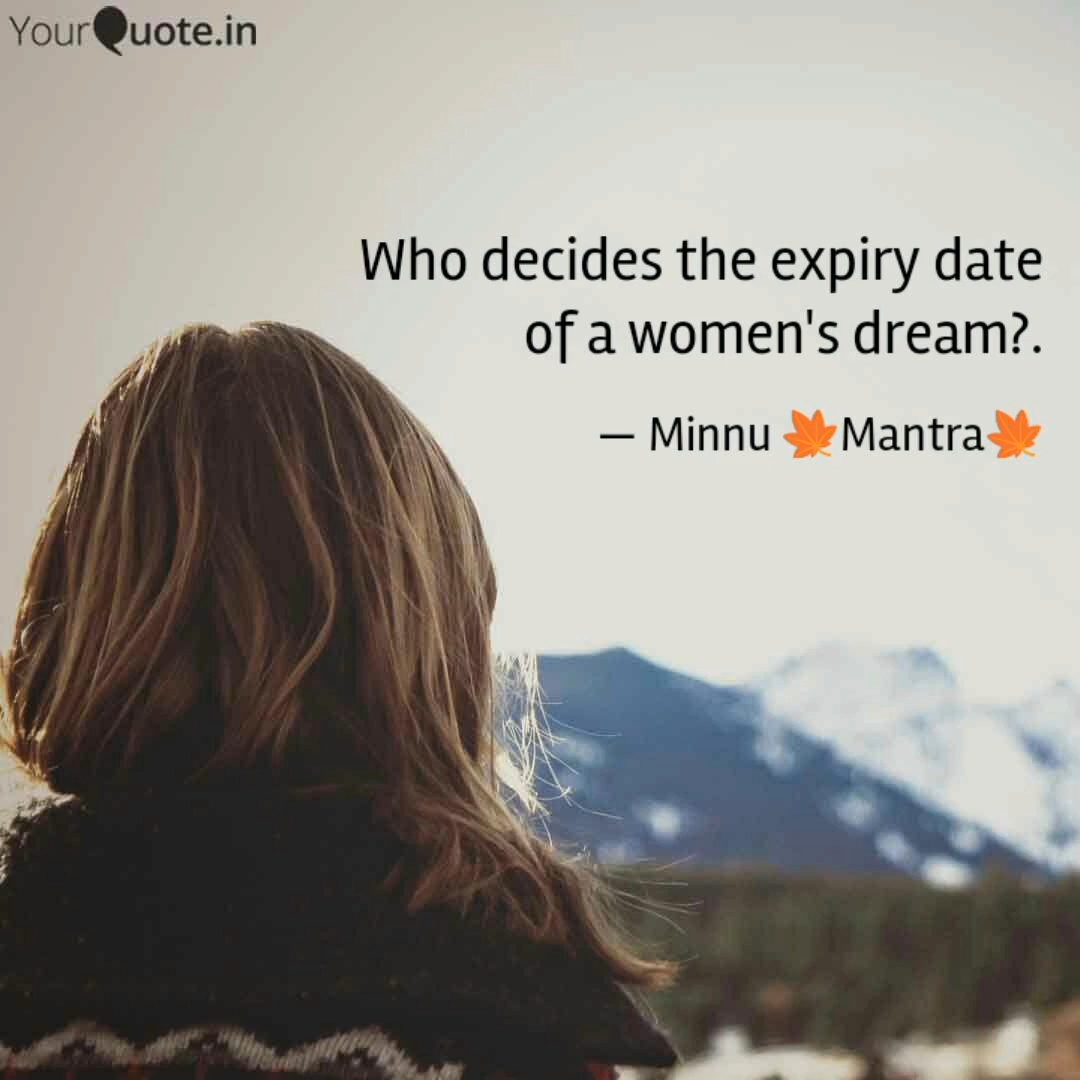 YourQuote.in
Who decides the expiry date
of a women's dream?.
— Minnu 🍁Mantra🍁